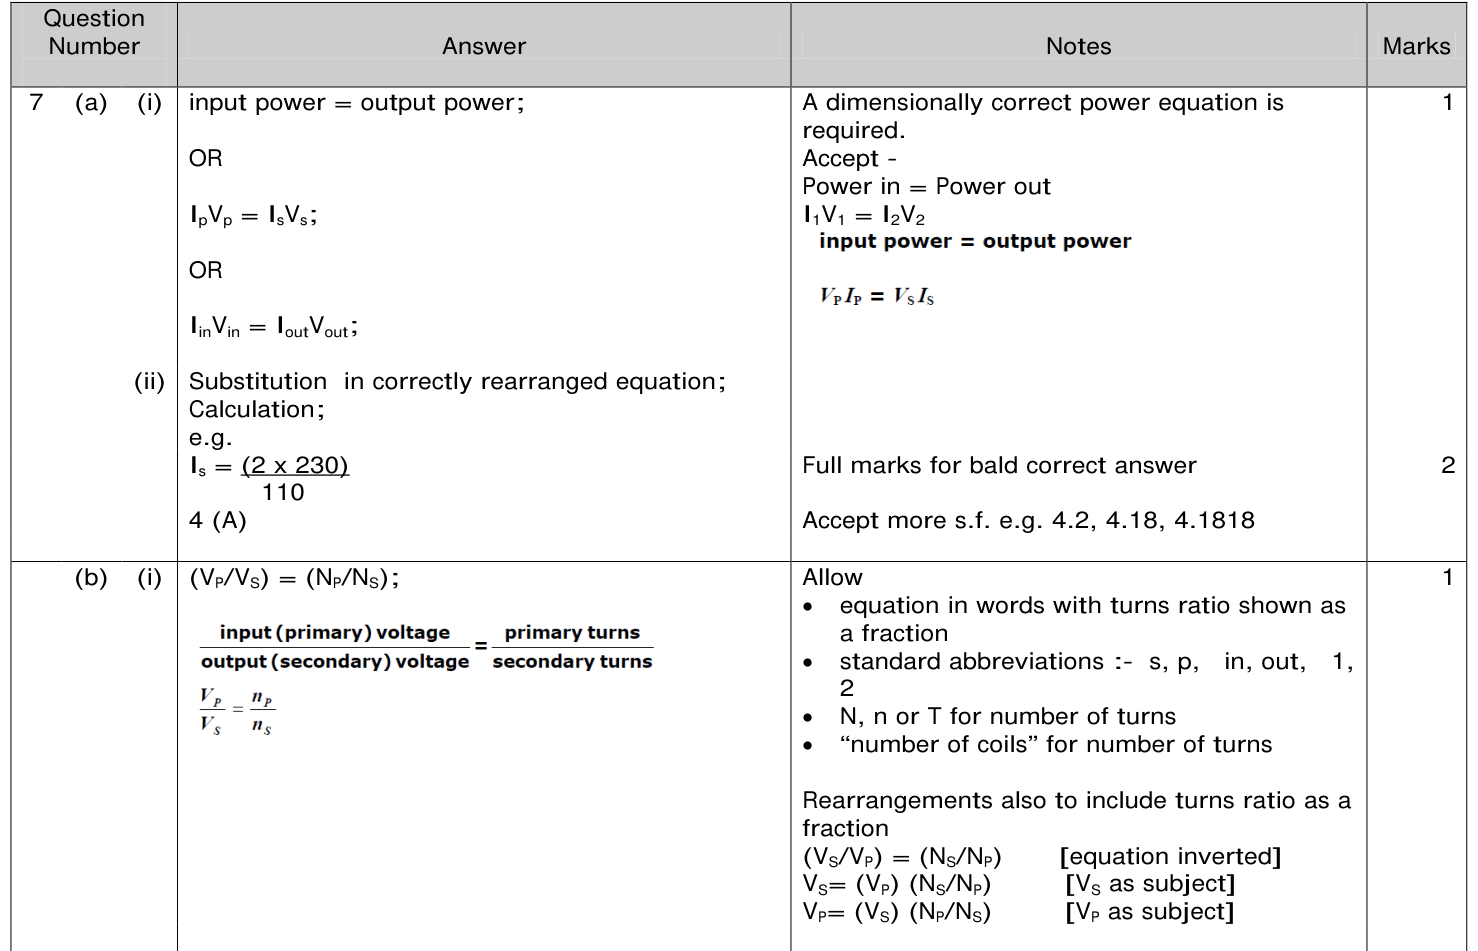 Question Number Answer Notes Marks
7 (a) (i) input power = output power; A dimensionally correct power equation is 1
required.
OR Accept -
Power in = Power out
IpVp = IsVs; I1V1 = I2V2
input power = output power
OR
VP IP = VS IS
IinVin = IoutVout;
(ii) Substitution in correctly rearranged equation;
Calculation;
e.g.
Is = (2 x 230) Full marks for bald correct answer 2
110
4 (A) Accept more s.f. e.g. 4.2, 4.18, 4.1818
(b) (i) (VP/VS) = (NP/NS); Allow 1
• equation in words with turns ratio shown as
input (primary) voltage primary turns a fraction
=
output (secondary) voltage secondary turns • standard abbreviations :- s, p, in, out, 1,
VP nP 2
=
VS nS • N, n or T for number of turns
• “number of coils” for number of turns
Rearrangements also to include turns ratio as a
fraction
(VS/VP) = (NS/NP) [equation inverted]
VS= (VP) (NS/NP) [VS as subject]
VP= (VS) (NP/NS) [VP as subject]